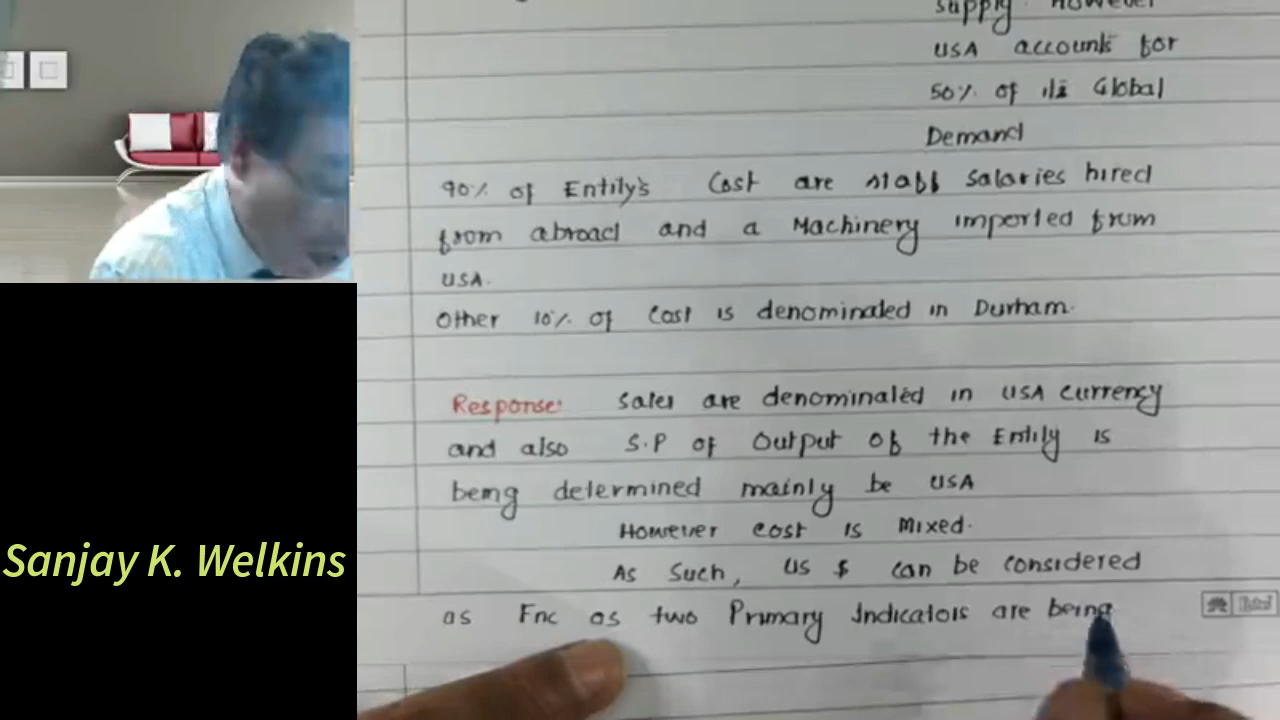 supply. However
USA accounts for
50% of its Global
Demand
90% of Entity's Cost are staff salaries hired
from abroad and a Machinery imported from
USA.
Other 10% of Cost is denominated in Durham.
Response: Sales are denominated in USA currency
and also S.P of Output of the Entity is
being determined mainly be USA
However cost is Mixed.
As Such, US $ can be considered
as Fnc as two Primary Indicators are being
Sanjay K. Welkins